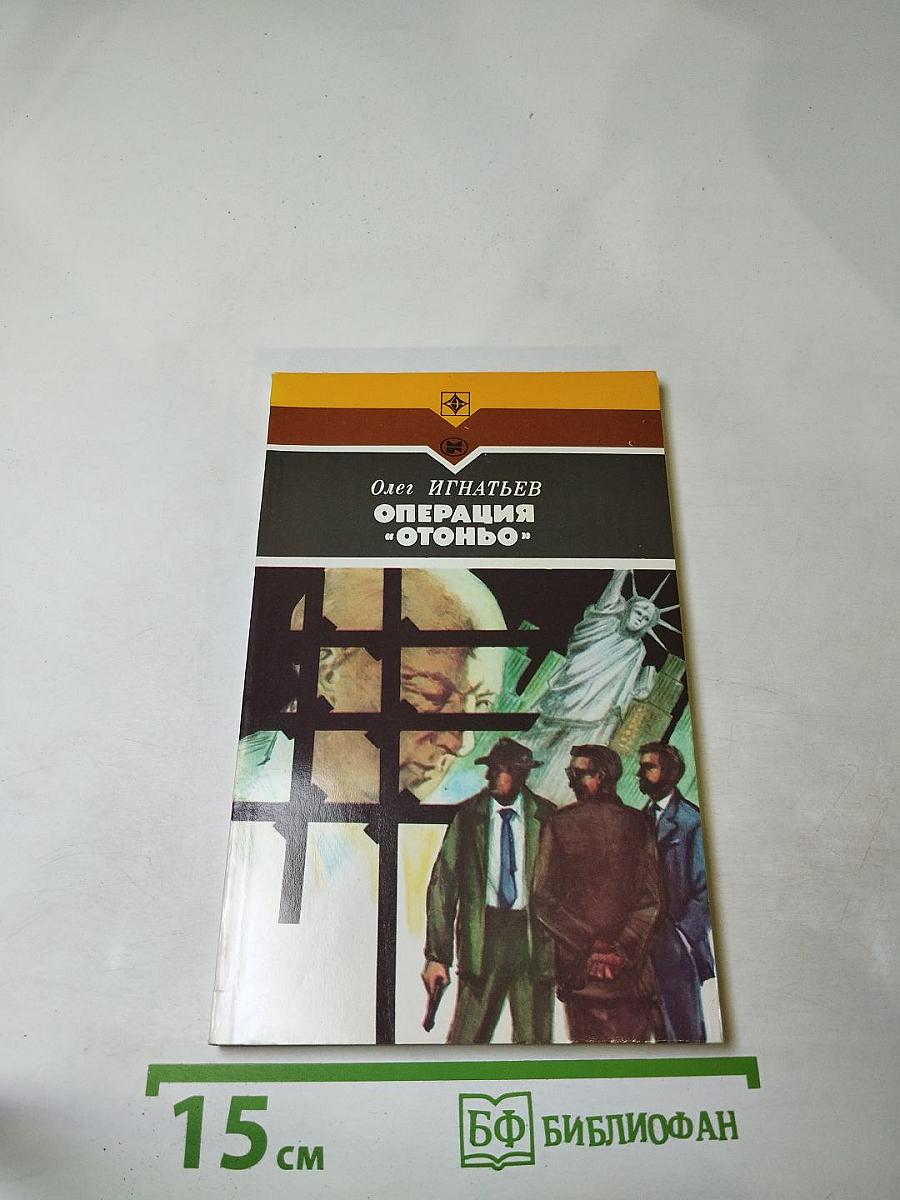 Олег ИГНАТЬЕВ
ОПЕРАЦИЯ
«ОТОНЬО»
15 см
БФ БИБЛИОФАН